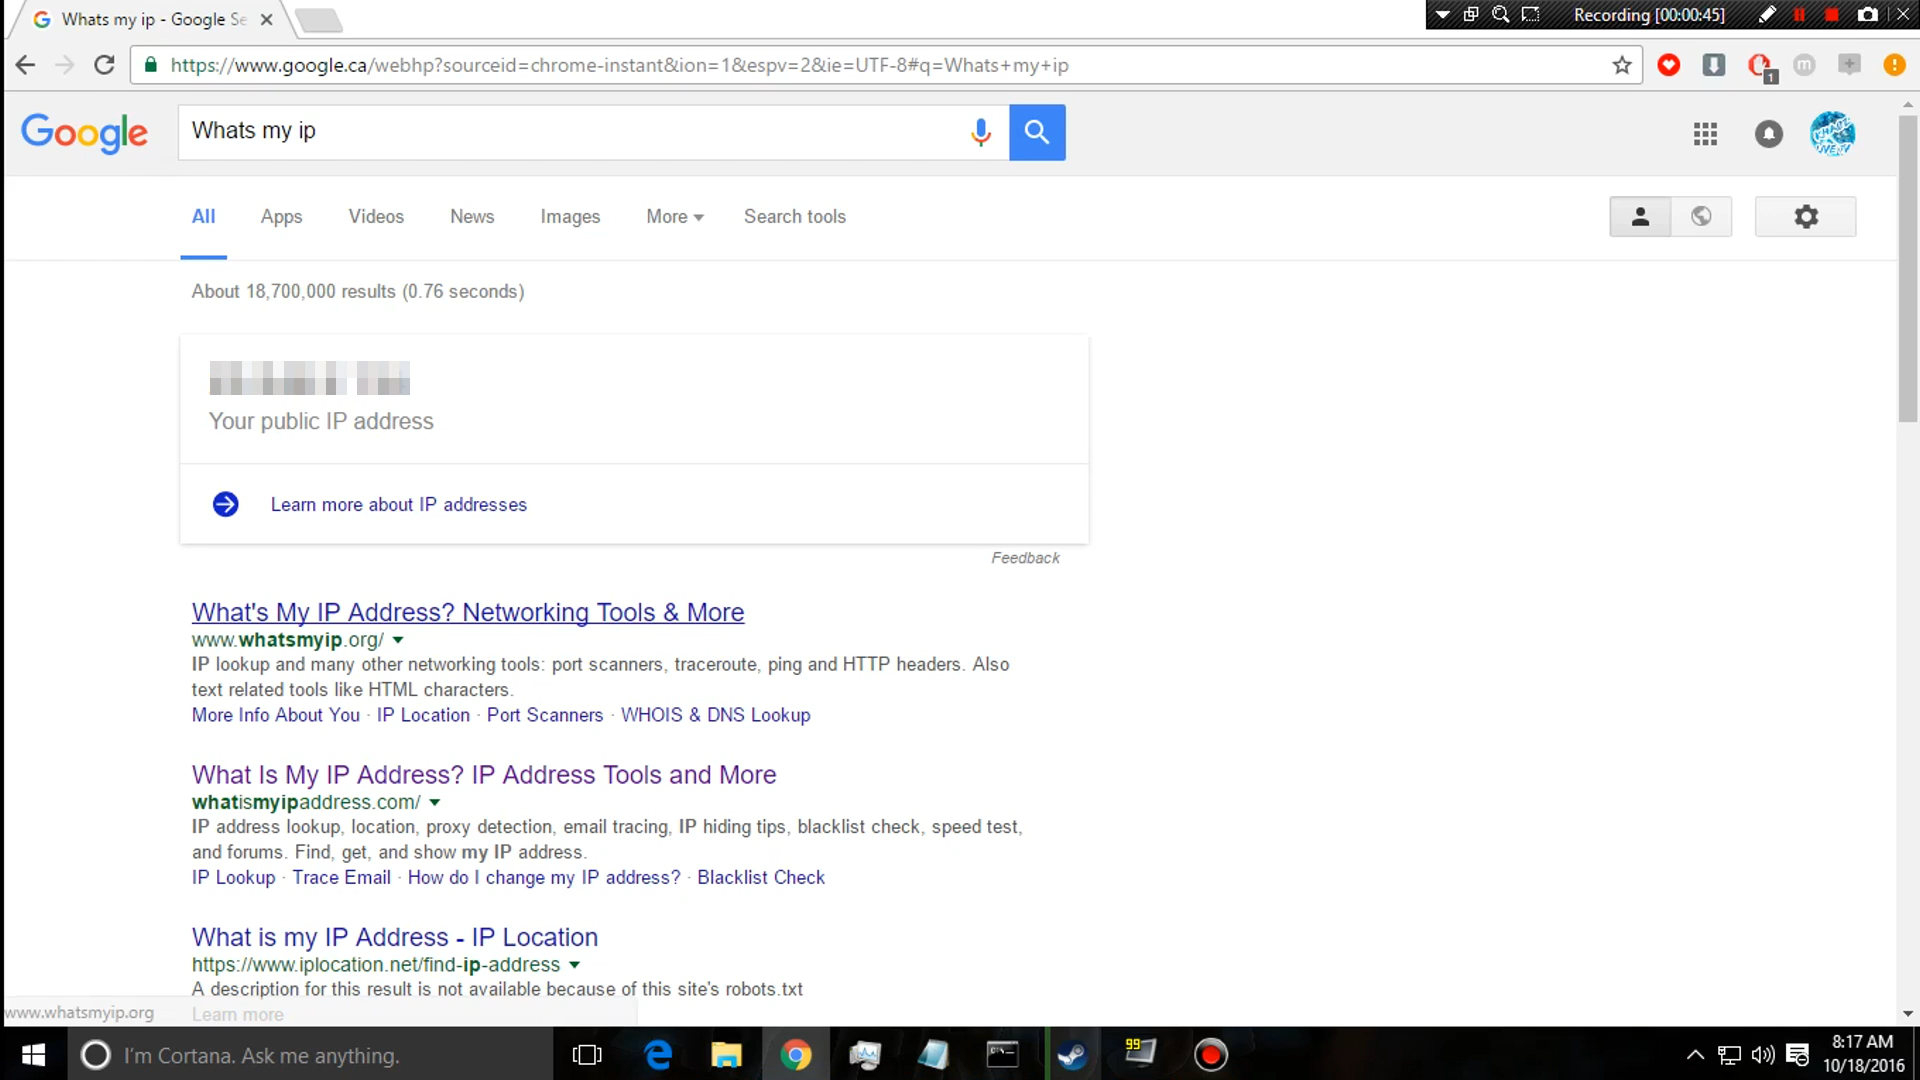 Whats my ip - Google Se
Recording [00:00:45]
https://www.google.ca/webhp?sourceid=chrome-instant&ion=1&espv=2&ie=UTF-8#q=Whats+my+ip
1
m
Google
Whats my ip
All
Apps
Videos
News
Images
More
Search tools
About 18,700,000 results (0.76 seconds)
Your public IP address
Learn more about IP addresses
Feedback
What's My IP Address? Networking Tools & More
www.whatsmyip.org/
IP lookup and many other networking tools: port scanners, traceroute, ping and HTTP headers. Also
text related tools like HTML characters.
More Info About You · IP Location · Port Scanners · WHOIS & DNS Lookup
What Is My IP Address? IP Address Tools and More
whatismyipaddress.com/
IP address lookup, location, proxy detection, email tracing, IP hiding tips, blacklist check, speed test,
and forums. Find, get, and show my IP address.
IP Lookup · Trace Email · How do I change my IP address? · Blacklist Check
What is my IP Address - IP Location
https://www.iplocation.net/find-ip-address
A description for this result is not available because of this site's robots.txt
Learn more
www.whatsmyip.org
I'm Cortana. Ask me anything.
99
8:17 AM
10/18/2016